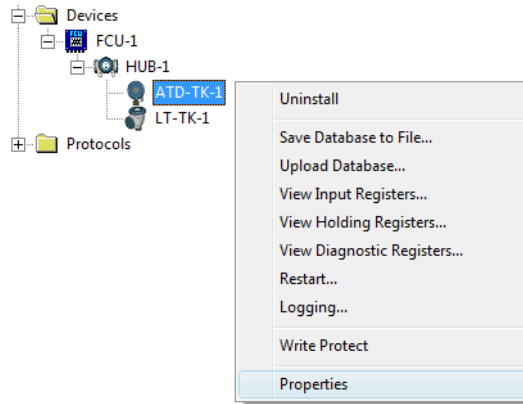 Devices
FCU
FCU-1
HUB-1
ATD-TK-1
LT-TK-1
Protocols
Uninstall
Save Database to File...
Upload Database...
View Input Registers...
View Holding Registers...
View Diagnostic Registers...
Restart...
Logging...
Write Protect
Properties